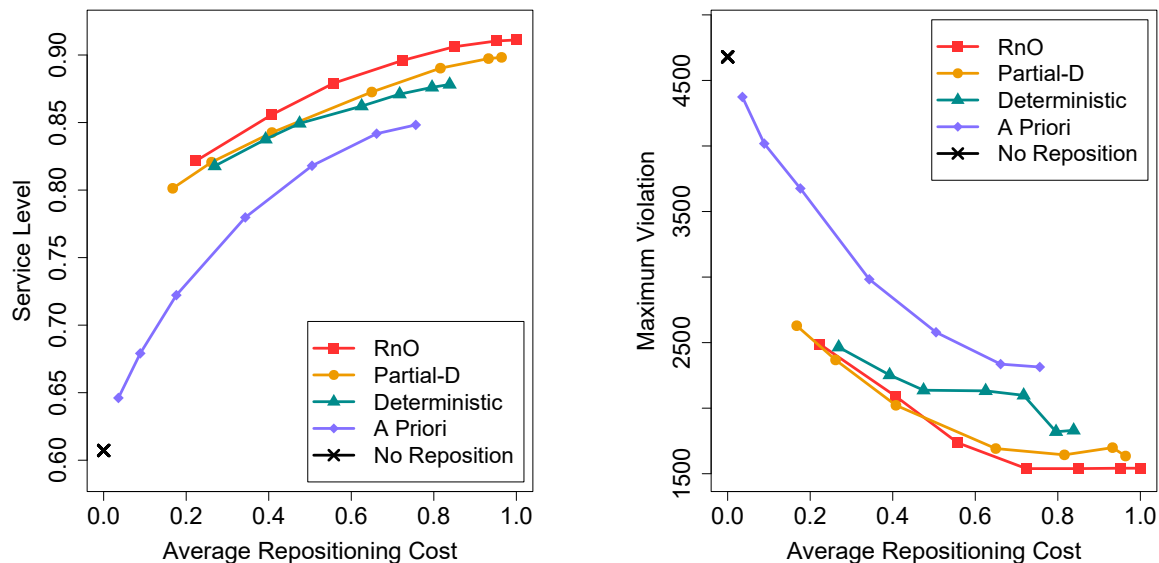 Service Level
0.90
0.85
0.80
0.75
0.70
0.65
0.60
RnO
Partial-D
Deterministic
A Priori
No Reposition
0.0 0.2 0.4 0.6 0.8 1.0
Average Repositioning Cost
Maximum Violation
4500
3500
2500
1500
RnO
Partial-D
Deterministic
A Priori
No Reposition
0.0 0.2 0.4 0.6 0.8 1.0
Average Repositioning Cost